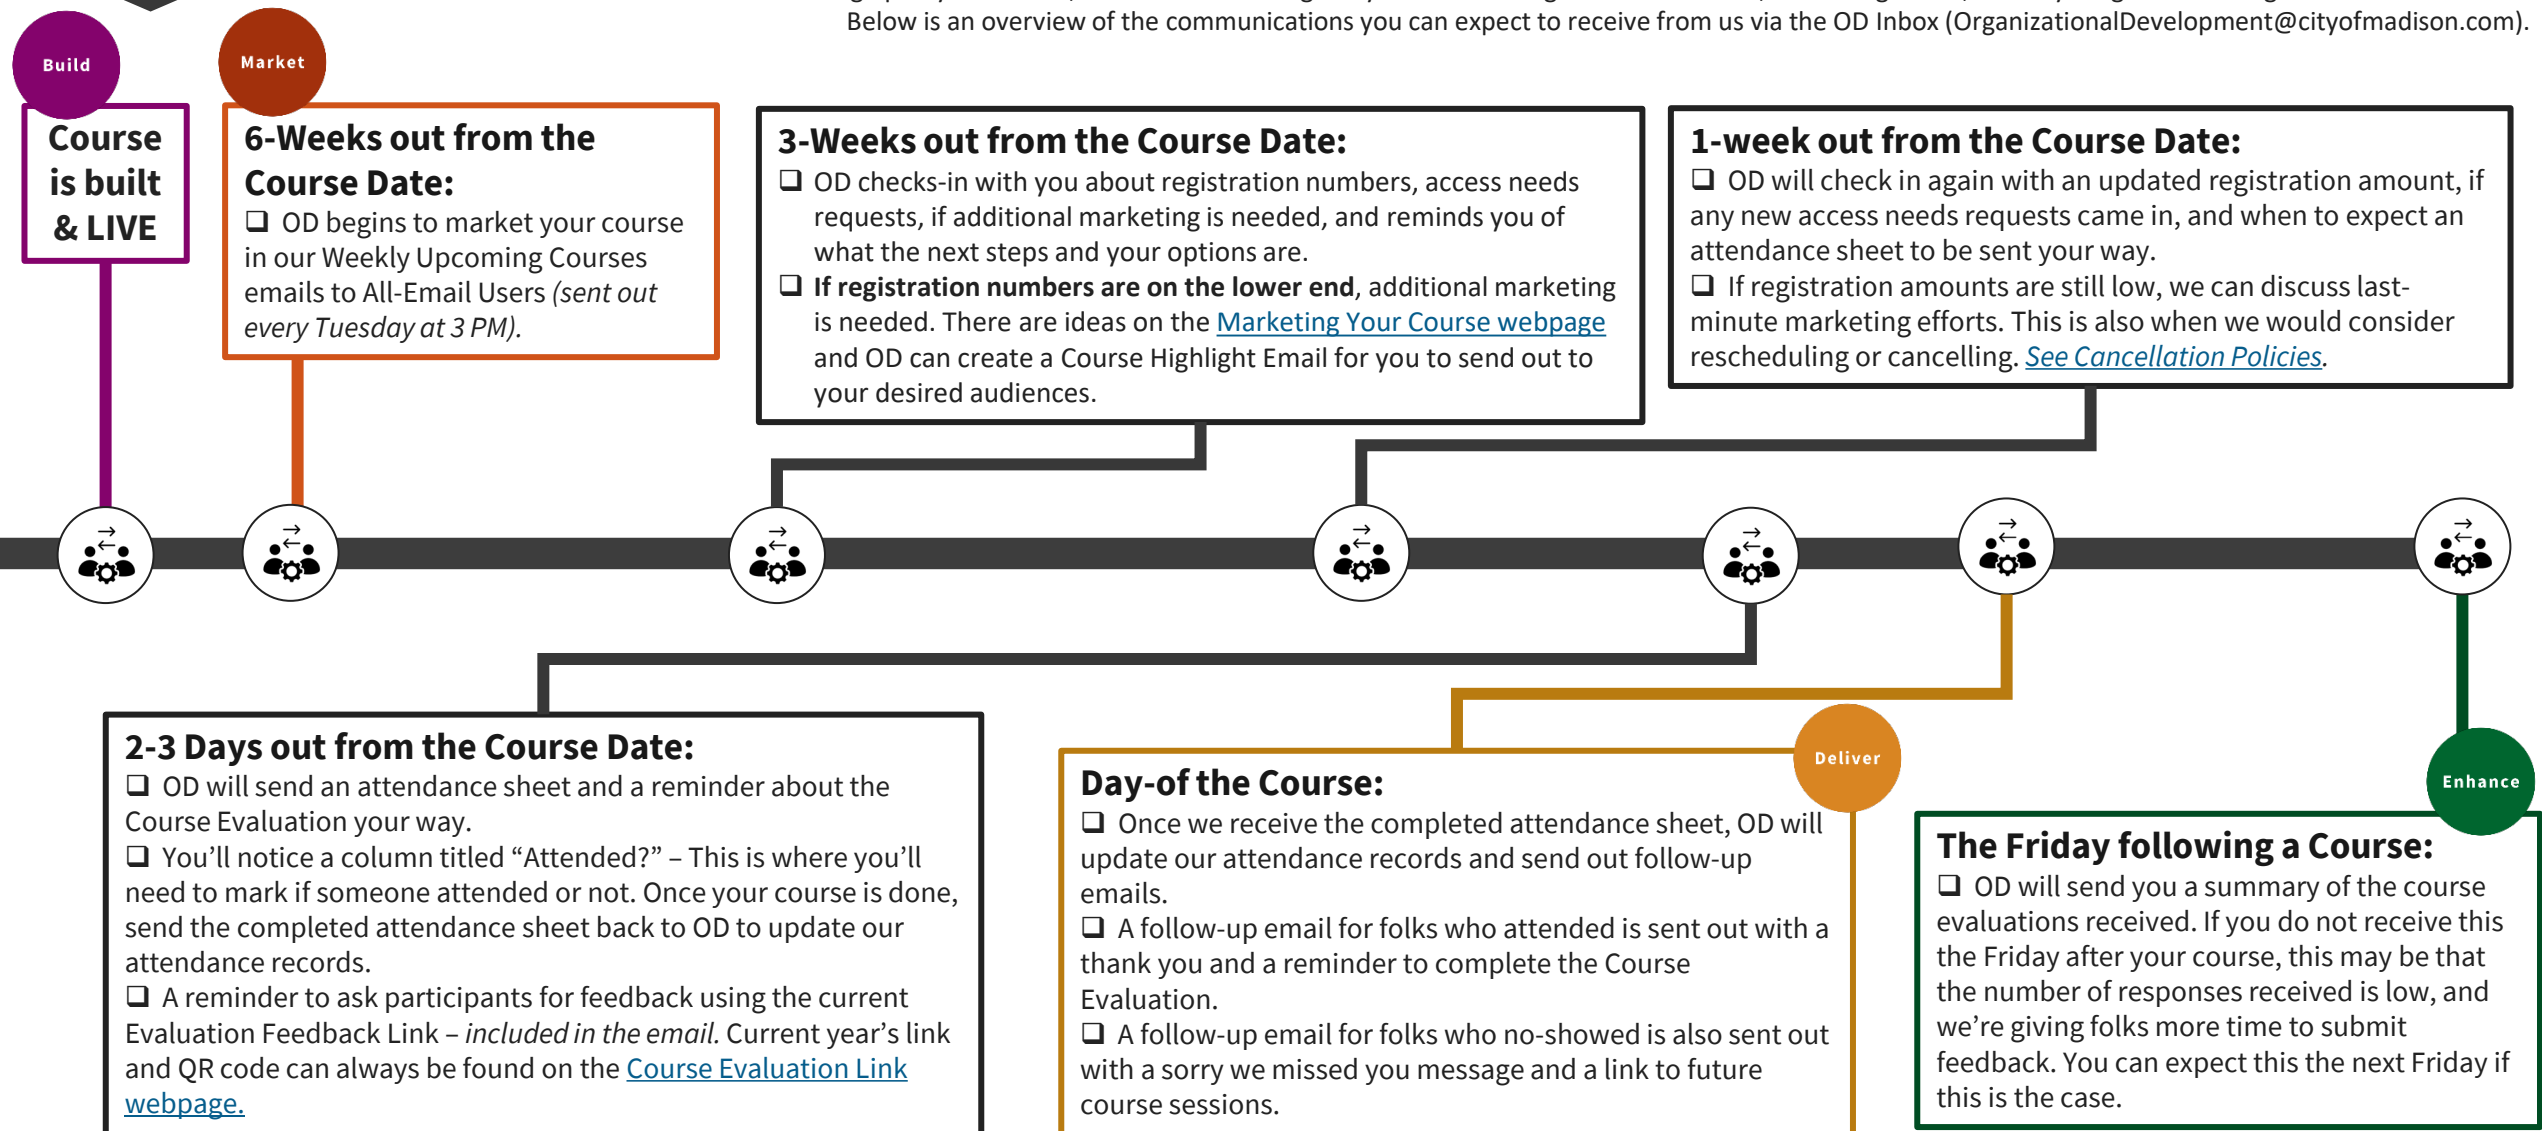 Below is an overview of the communications you can expect to receive from us via the OD Inbox (OrganizationalDevelopment@cityofmadison.com).
Build
Course
is built
& LIVE
Market
6-Weeks out from the
Course Date:
❑ OD begins to market your course
in our Weekly Upcoming Courses
emails to All-Email Users (sent out
every Tuesday at 3 PM).
3-Weeks out from the Course Date:
❑ OD checks-in with you about registration numbers, access needs
requests, if additional marketing is needed, and reminds you of
what the next steps and your options are.
❑ If registration numbers are on the lower end, additional marketing
is needed. There are ideas on the Marketing Your Course webpage
and OD can create a Course Highlight Email for you to send out to
your desired audiences.
1-week out from the Course Date:
❑ OD will check in again with an updated registration amount, if
any new access needs requests came in, and when to expect an
attendance sheet to be sent your way.
❑ If registration amounts are still low, we can discuss last-
minute marketing efforts. This is also when we would consider
rescheduling or cancelling. See Cancellation Policies.
2-3 Days out from the Course Date:
❑ OD will send an attendance sheet and a reminder about the
Course Evaluation your way.
❑ You’ll notice a column titled “Attended?” – This is where you’ll
need to mark if someone attended or not. Once your course is done,
send the completed attendance sheet back to OD to update our
attendance records.
❑ A reminder to ask participants for feedback using the current
Evaluation Feedback Link – included in the email. Current year’s link
and QR code can always be found on the Course Evaluation Link
webpage.
Deliver
Day-of the Course:
❑ Once we receive the completed attendance sheet, OD will
update our attendance records and send out follow-up
emails.
❑ A follow-up email for folks who attended is sent out with a
thank you and a reminder to complete the Course
Evaluation.
❑ A follow-up email for folks who no-showed is also sent out
with a sorry we missed you message and a link to future
course sessions.
Enhance
The Friday following a Course:
❑ OD will send you a summary of the course
evaluations received. If you do not receive this
the Friday after your course, this may be that
the number of responses received is low, and
we’re giving folks more time to submit
feedback. You can expect this the next Friday if
this is the case.